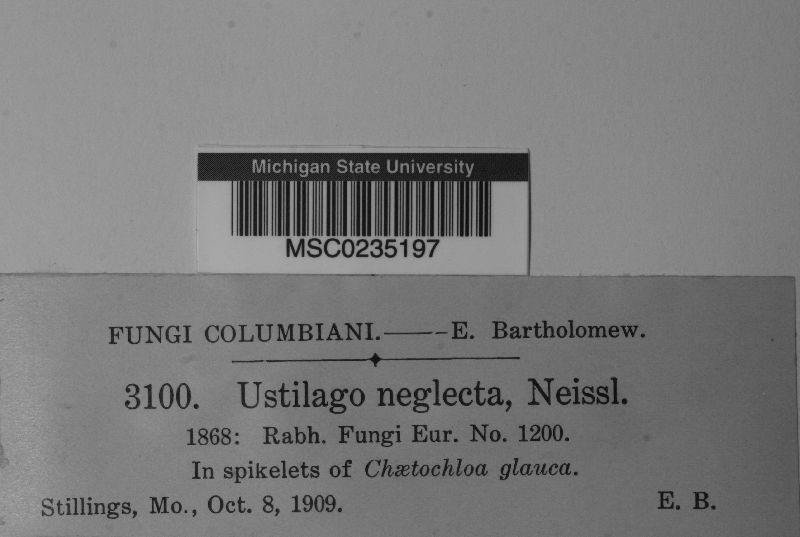 Michigan State University
MSC0235197
FUNGI COLUMBIANI.——E. Bartholomew.
3100. Ustilago neglecta, Neissl.
1868: Rabh. Fungi Eur. No. 1200.
In spikelets of Chætochloa glauca.
Stillings, Mo., Oct. 8, 1909. E. B.